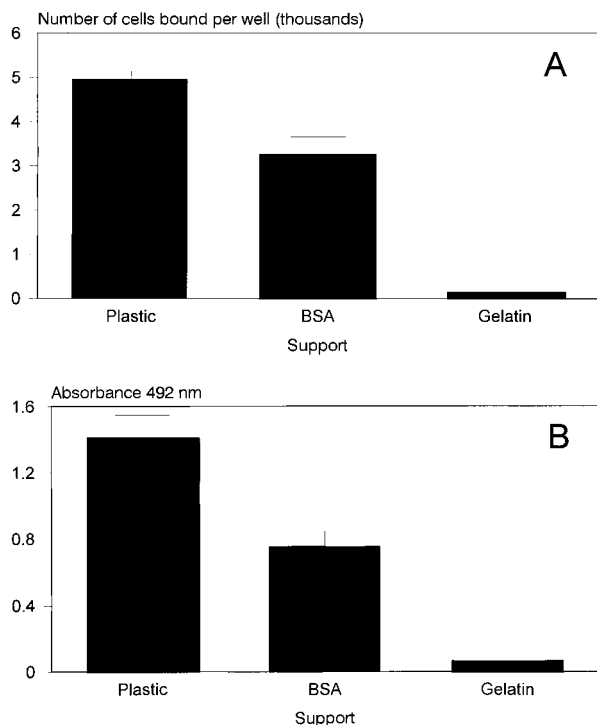 Number of cells bound per well (thousands)
A
6
5
4
3
2
1
0
Plastic BSA Gelatin
Support
Absorbance 492 nm
B
1.6
1.2
0.8
0.4
0
Plastic BSA Gelatin
Support